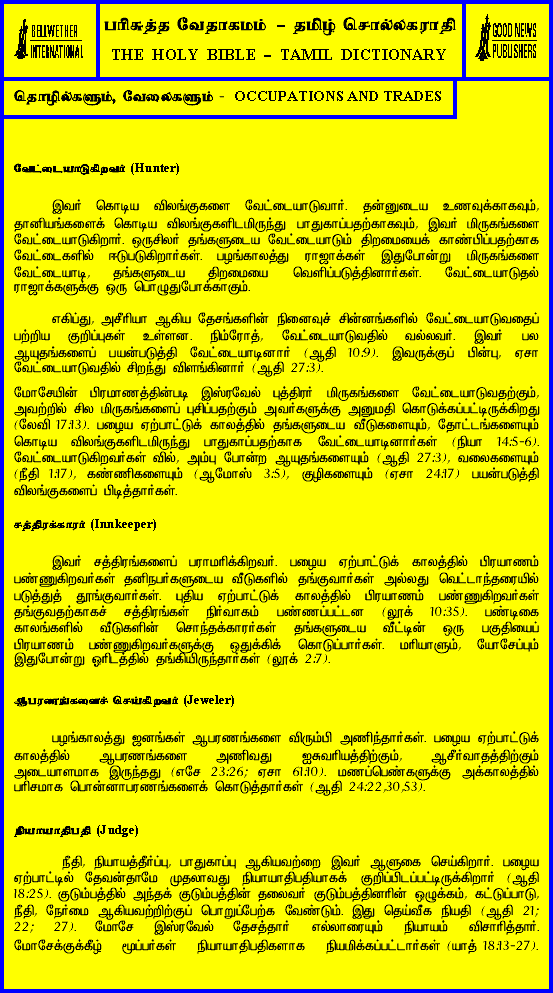 BELLWETHER
INTERNATIONAL
பரிசுத்த வேதாகமம் – தமிழ் சொல்லகராதி
THE HOLY BIBLE – TAMIL DICTIONARY
GOOD NEWS
PUBLISHERS
தொழில்களும், வேலைகளும் - OCCUPATIONS AND TRADES
வேட்டையாடுகிறவர் (Hunter)
இவர் கொடிய விலங்குகளை வேட்டையாடுவார். தன்னுடைய உணவுக்காகவும்,
தானியங்களைக் கொடிய விலங்குகளிடமிருந்து பாதுகாப்பதற்காகவும், இவர் மிருகங்களை
வேட்டையாடுகிறார். ஒருசிலர் தங்களுடைய வேட்டையாடும் திறமையைக் காண்பிப்பதற்காக
வேட்டைகளில் ஈடுபடுகிறார்கள். பழங்காலத்து ராஜாக்கள் இதுபோன்று மிருகங்களை
வேட்டையாடி, தங்களுடைய திறமையை வெளிப்படுத்தினார்கள். வேட்டையாடுதல்
ராஜாக்களுக்கு ஒரு பொழுதுபோக்காகும்.
எகிப்து, அசீரியா ஆகிய தேசங்களின் நினைவுச் சின்னங்களில் வேட்டையாடுவதைப்
பற்றிய குறிப்புகள் உள்ளன. நிம்ரோத், வேட்டையாடுவதில் வல்லவர். இவர் பல
ஆயுதங்களைப் பயன்படுத்தி வேட்டையாடினார் (ஆதி 10:9). இவருக்குப் பின்பு, ஏசா
வேட்டையாடுவதில் சிறந்து விளங்கினார் (ஆதி 27:3).
மோசேயின் பிரமாணத்தின்படி இஸ்ரவேல் புத்திரர் மிருகங்களை வேட்டையாடுவதற்கும்,
அவற்றில் சில மிருகங்களைப் புசிப்பதற்கும் அவர்களுக்கு அனுமதி கொடுக்கப்பட்டிருக்கிறது
(லேவி 17:13). பழைய ஏற்பாட்டுக் காலத்தில் தங்களுடைய வீடுகளையும், தோட்டங்களையும்
கொடிய விலங்குகளிடமிருந்து பாதுகாப்பதற்காக வேட்டையாடினார்கள் (நியா 14:5-6).
வேட்டையாடுகிறவர்கள் வில், அம்பு போன்ற ஆயுதங்களையும் (ஆதி 27:3), வலைகளையும்
(நீதி 1:17), கண்ணிகளையும் (ஆமோஸ் 3:5), குழிகளையும் (ஏசா 24:17) பயன்படுத்தி
விலங்குகளைப் பிடித்தார்கள்.
சத்திரக்காரர் (Innkeeper)
இவர் சத்திரங்களைப் பராமரிக்கிறவர். பழைய ஏற்பாட்டுக் காலத்தில் பிரயாணம்
பண்ணுகிறவர்கள் தனிநபர்களுடைய வீடுகளில் தங்குவார்கள் அல்லது வெட்டாந்தரையில்
படுத்துத் தூங்குவார்கள். புதிய ஏற்பாட்டுக் காலத்தில் பிரயாணம் பண்ணுகிறவர்கள்
தங்குவதற்காகச் சத்திரங்கள் நிர்வாகம் பண்ணப்பட்டன (லூக் 10:35). பண்டிகை
காலங்களில் வீடுகளின் சொந்தக்காரர்கள் தங்களுடைய வீட்டின் ஒரு பகுதியைப்
பிரயாணம் பண்ணுகிறவர்களுக்கு ஒதுக்கிக் கொடுப்பார்கள். மரியாளும், யோசேப்பும்
இதுபோன்று ஓரிடத்தில் தங்கியிருந்தார்கள் (லூக் 2:7).
ஆபரணங்களைச் செய்கிறவர் (Jeweler)
பழங்காலத்து ஜனங்கள் ஆபரணங்களை விரும்பி அணிந்தார்கள். பழைய ஏற்பாட்டுக்
காலத்தில் ஆபரணங்களை அணிவது ஐசுவரியத்திற்கும், ஆசீர்வாதத்திற்கும்
அடையாளமாக இருந்தது (எசே 23:26; ஏசா 61:10). மணப்பெண்களுக்கு அக்காலத்தில்
பரிசமாக பொன்னாபரணங்களைக் கொடுத்தார்கள் (ஆதி 24:22,30,53).
நியாயாதிபதி (Judge)
நீதி, நியாயத்தீர்ப்பு, பாதுகாப்பு ஆகியவற்றை இவர் ஆளுகை செய்கிறார். பழைய
ஏற்பாட்டில் தேவன்தாமே முதலாவது நியாயாதிபதியாகக் குறிப்பிடப்பட்டிருக்கிறார் (ஆதி
18:25). குடும்பத்தில் அந்தக் குடும்பத்தின் தலைவர் குடும்பத்தினரின் ஒழுக்கம், கட்டுப்பாடு,
நீதி, நேர்மை ஆகியவற்றிற்குப் பொறுப்பேற்க வேண்டும். இது தெய்வீக நியதி (ஆதி 21;
22; 27). மோசே இஸ்ரவேல் தேசத்தார் எல்லாரையும் நியாயம் விசாரித்தார்.
மோசேக்குக்கீழ் மூப்பர்கள் நியாயாதிபதிகளாக நியமிக்கப்பட்டார்கள் (யாத் 18:13-27).